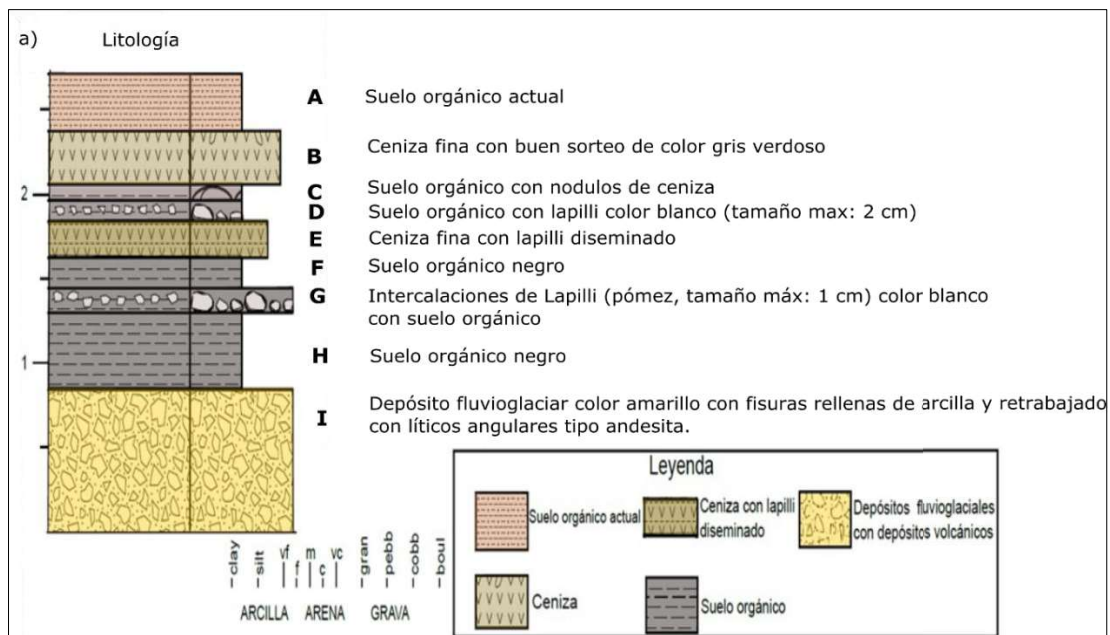 a) Litología
A Suelo orgánico actual
B Ceniza fina con buen sorteo de color gris verdoso
2
C Suelo orgánico con nodulos de ceniza
D Suelo orgánico con lapilli color blanco (tamaño max: 2 cm)
E Ceniza fina con lapilli diseminado
F Suelo orgánico negro
G Intercalaciones de Lapilli (pómez, tamaño máx: 1 cm) color blanco
con suelo orgánico
1
H Suelo orgánico negro
I Depósito fluvioglaciar color amarillo con fisuras rellenas de arcilla y retrabajado
con líticos angulares tipo andesita.
Leyenda
Suelo orgánico actual
Ceniza con lapilli
diseminado
Depósitos fluvioglaciales
con depósitos volcánicos
Ceniza
Suelo orgánico
clay
silt
vf
f
m
c
vc
gran
pebb
cobb
boul
ARCILLA ARENA GRAVA